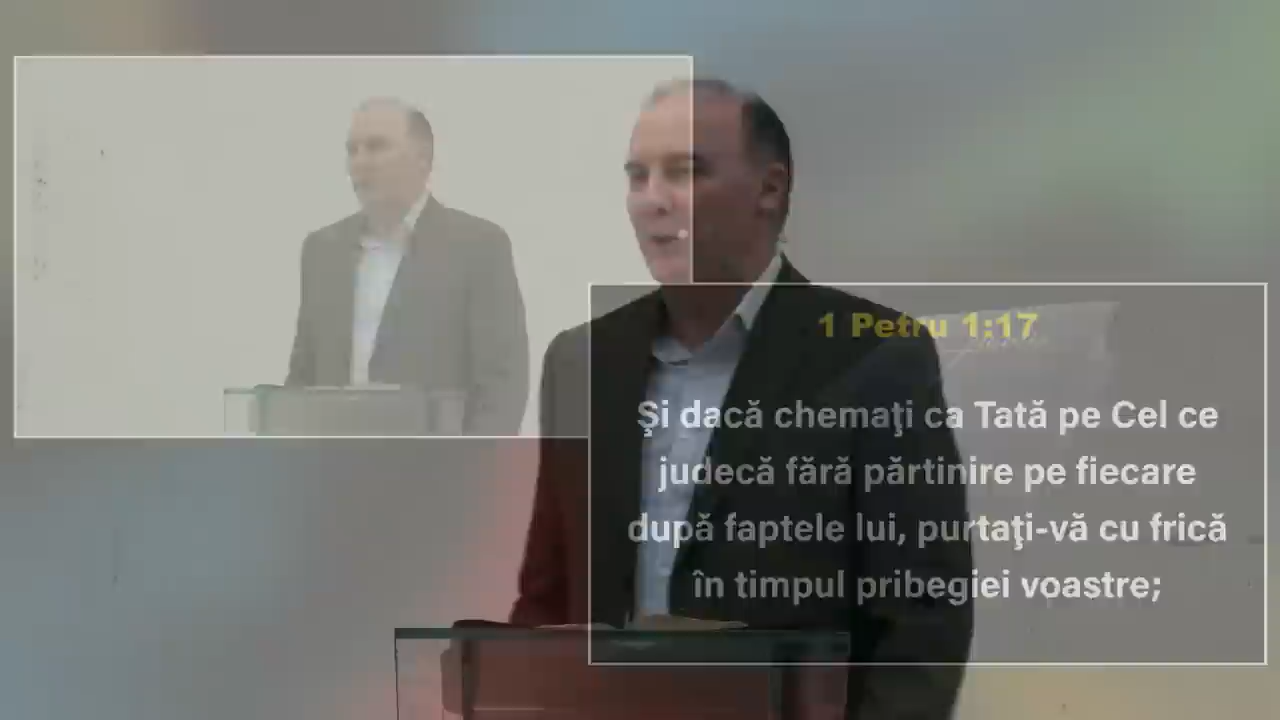 1 Petru 1:17
Şi dacă chemaţi ca Tată pe Cel ce
judecă fără părtinire pe fiecare
după faptele lui, purtaţi-vă cu frică
în timpul pribegiei voastre;